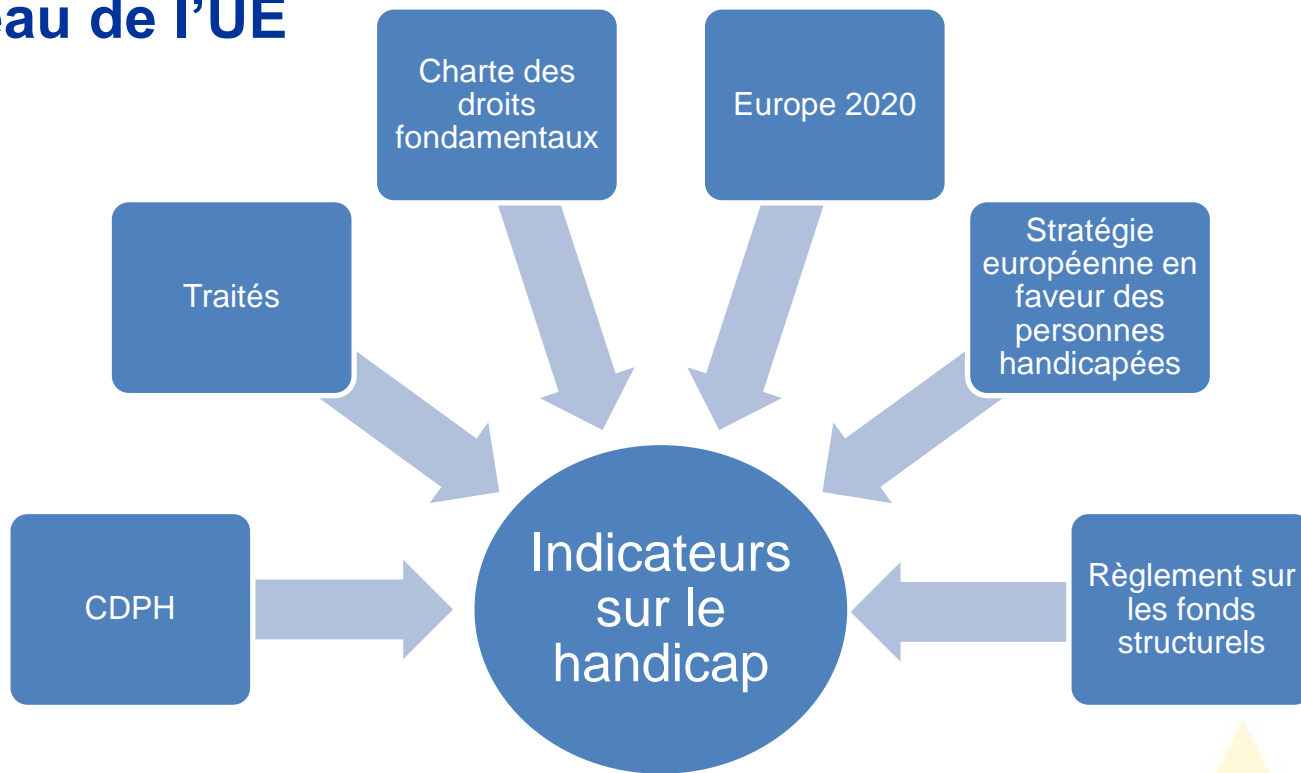 eau de l’UE
Charte des
droits
fondamentaux
Europe 2020
Traités
Stratégie
européenne en
faveur des
personnes
handicapées
CDPH
Indicateurs
sur le
handicap
Règlement sur
les fonds
structurels